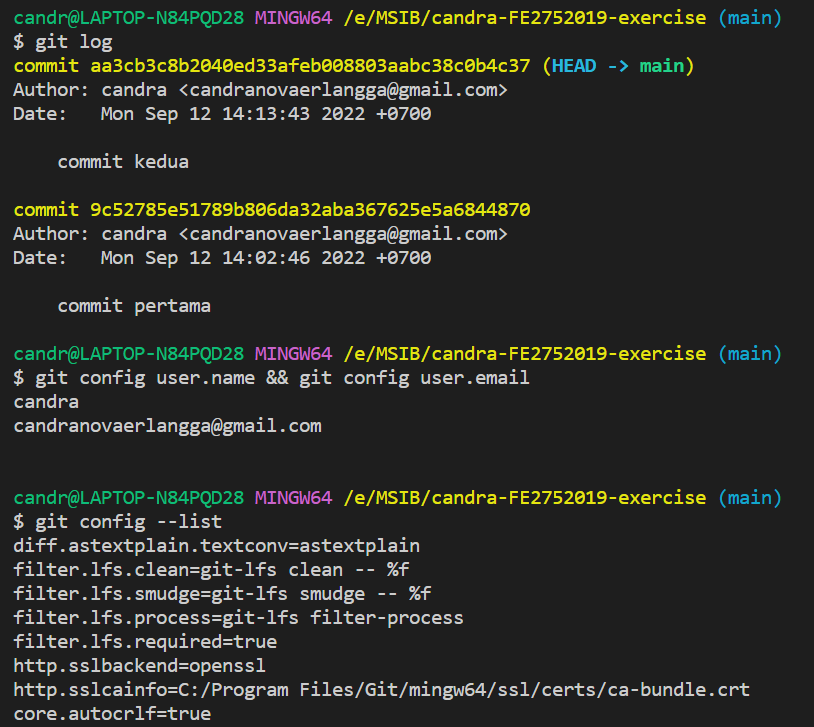 candr@LAPTOP-N84PQD28 MINGW64 /e/MSIB/candra-FE2752019-exercise (main)
$ git log
commit aa3cb3c8b2040ed33afeb008803aabc38c0b4c37 (HEAD -> main)
Author: candra <candranovaerlangga@gmail.com>
Date:   Mon Sep 12 14:13:43 2022 +0700
    commit kedua
commit 9c52785e51789b806da32aba367625e5a6844870
Author: candra <candranovaerlangga@gmail.com>
Date:   Mon Sep 12 14:02:46 2022 +0700
    commit pertama
candr@LAPTOP-N84PQD28 MINGW64 /e/MSIB/candra-FE2752019-exercise (main)
$ git config user.name && git config user.email
candra
candranovaerlangga@gmail.com
candr@LAPTOP-N84PQD28 MINGW64 /e/MSIB/candra-FE2752019-exercise (main)
$ git config --list
diff.astextplain.textconv=astextplain
filter.lfs.clean=git-lfs clean -- %f
filter.lfs.smudge=git-lfs smudge -- %f
filter.lfs.process=git-lfs filter-process
filter.lfs.required=true
http.sslbackend=openssl
http.sslcainfo=C:/Program Files/Git/mingw64/ssl/certs/ca-bundle.crt
core.autocrlf=true